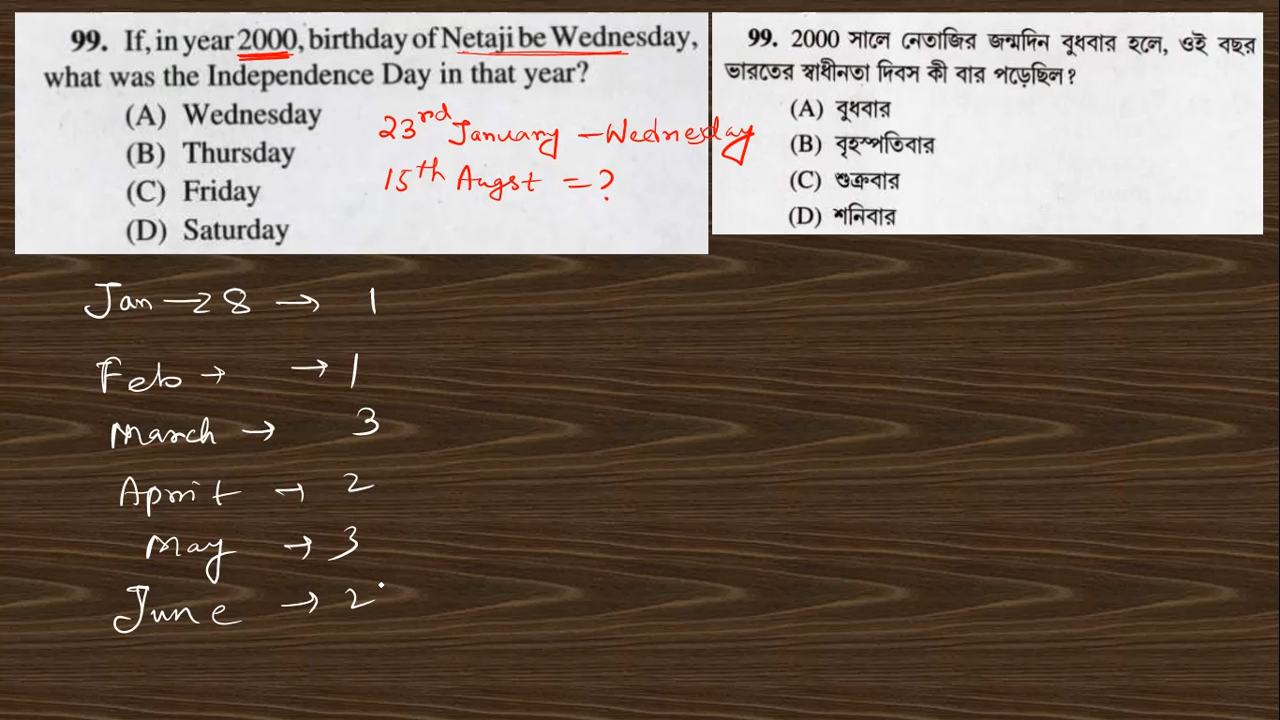 99. If, in year 2000, birthday of Netaji be Wednesday,
what was the Independence Day in that year?
(A) Wednesday
(B) Thursday
(C) Friday
(D) Saturday
23rd January – Wednesday
15th Augst = ?
99. 2000 সালে নেতাজির জন্মদিন বুধবার হলে, ওই বছর
ভারতের স্বাধীনতা দিবস কী বার পড়েছিল?
(A) বুধবার
(B) বৃহস্পতিবার
(C) শুক্রবার
(D) শনিবার
Jan → 28 → 1
Feb → → 1
March → 3
April → 2
May → 3
June → 2